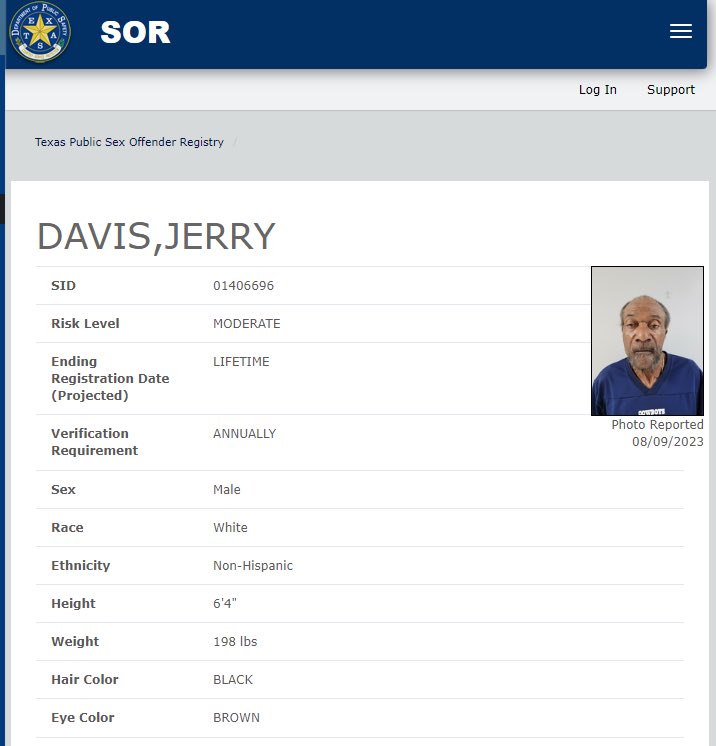 DEPARTMENT OF PUBLIC SAFETY
TEXAS
SOR
Log In Support
Texas Public Sex Offender Registry /
DAVIS,JERRY
SID 01406696
Risk Level MODERATE
Ending
Registration Date
(Projected) LIFETIME
Verification
Requirement ANNUALLY
Sex Male
Race White
Ethnicity Non-Hispanic
Height 6'4"
Weight 198 lbs
Hair Color BLACK
Eye Color BROWN
COWBOYS
Photo Reported
08/09/2023